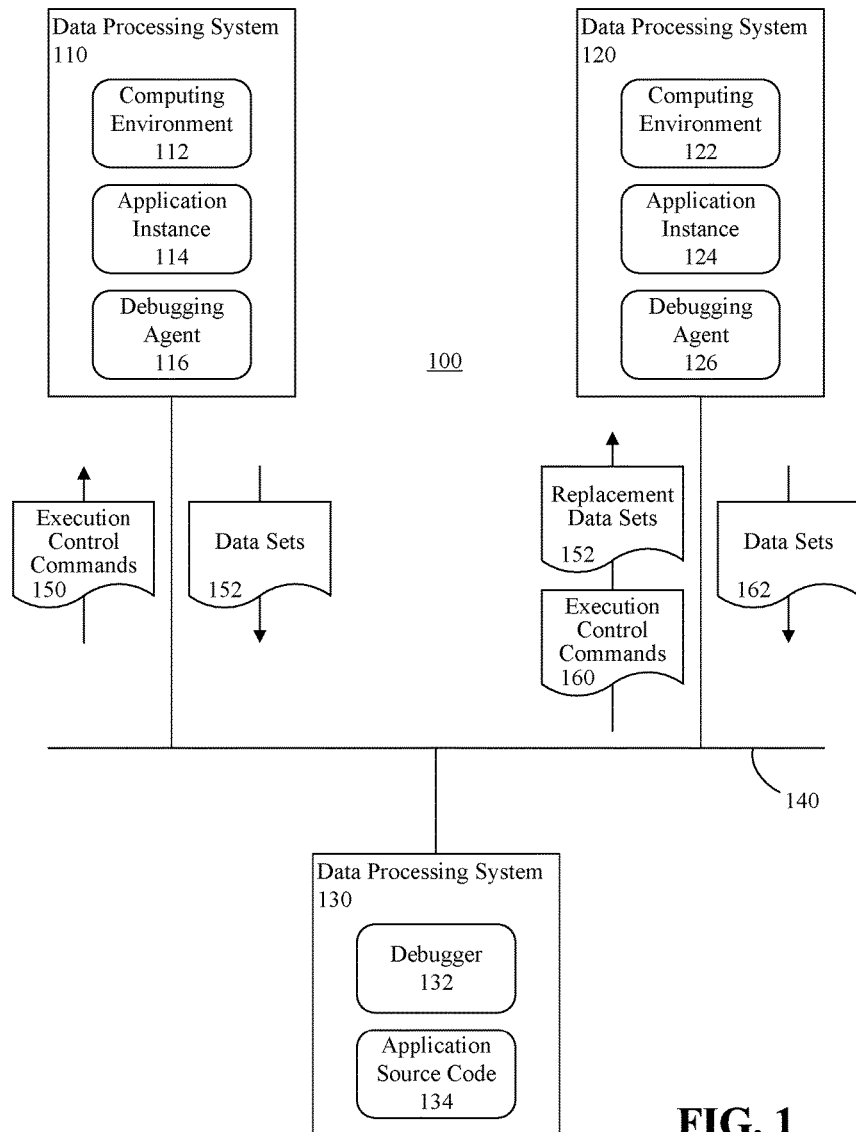 Data Processing System
110
Computing
Environment
112
Application
Instance
114
Debugging
Agent
116
Data Processing System
120
Computing
Environment
122
Application
Instance
124
Debugging
Agent
126
100
Execution
Control
Commands
150
Data Sets
152
Replacement
Data Sets
152
Execution
Control
Commands
160
Data Sets
162
140
Data Processing System
130
Debugger
132
Application
Source Code
134
FIG. 1